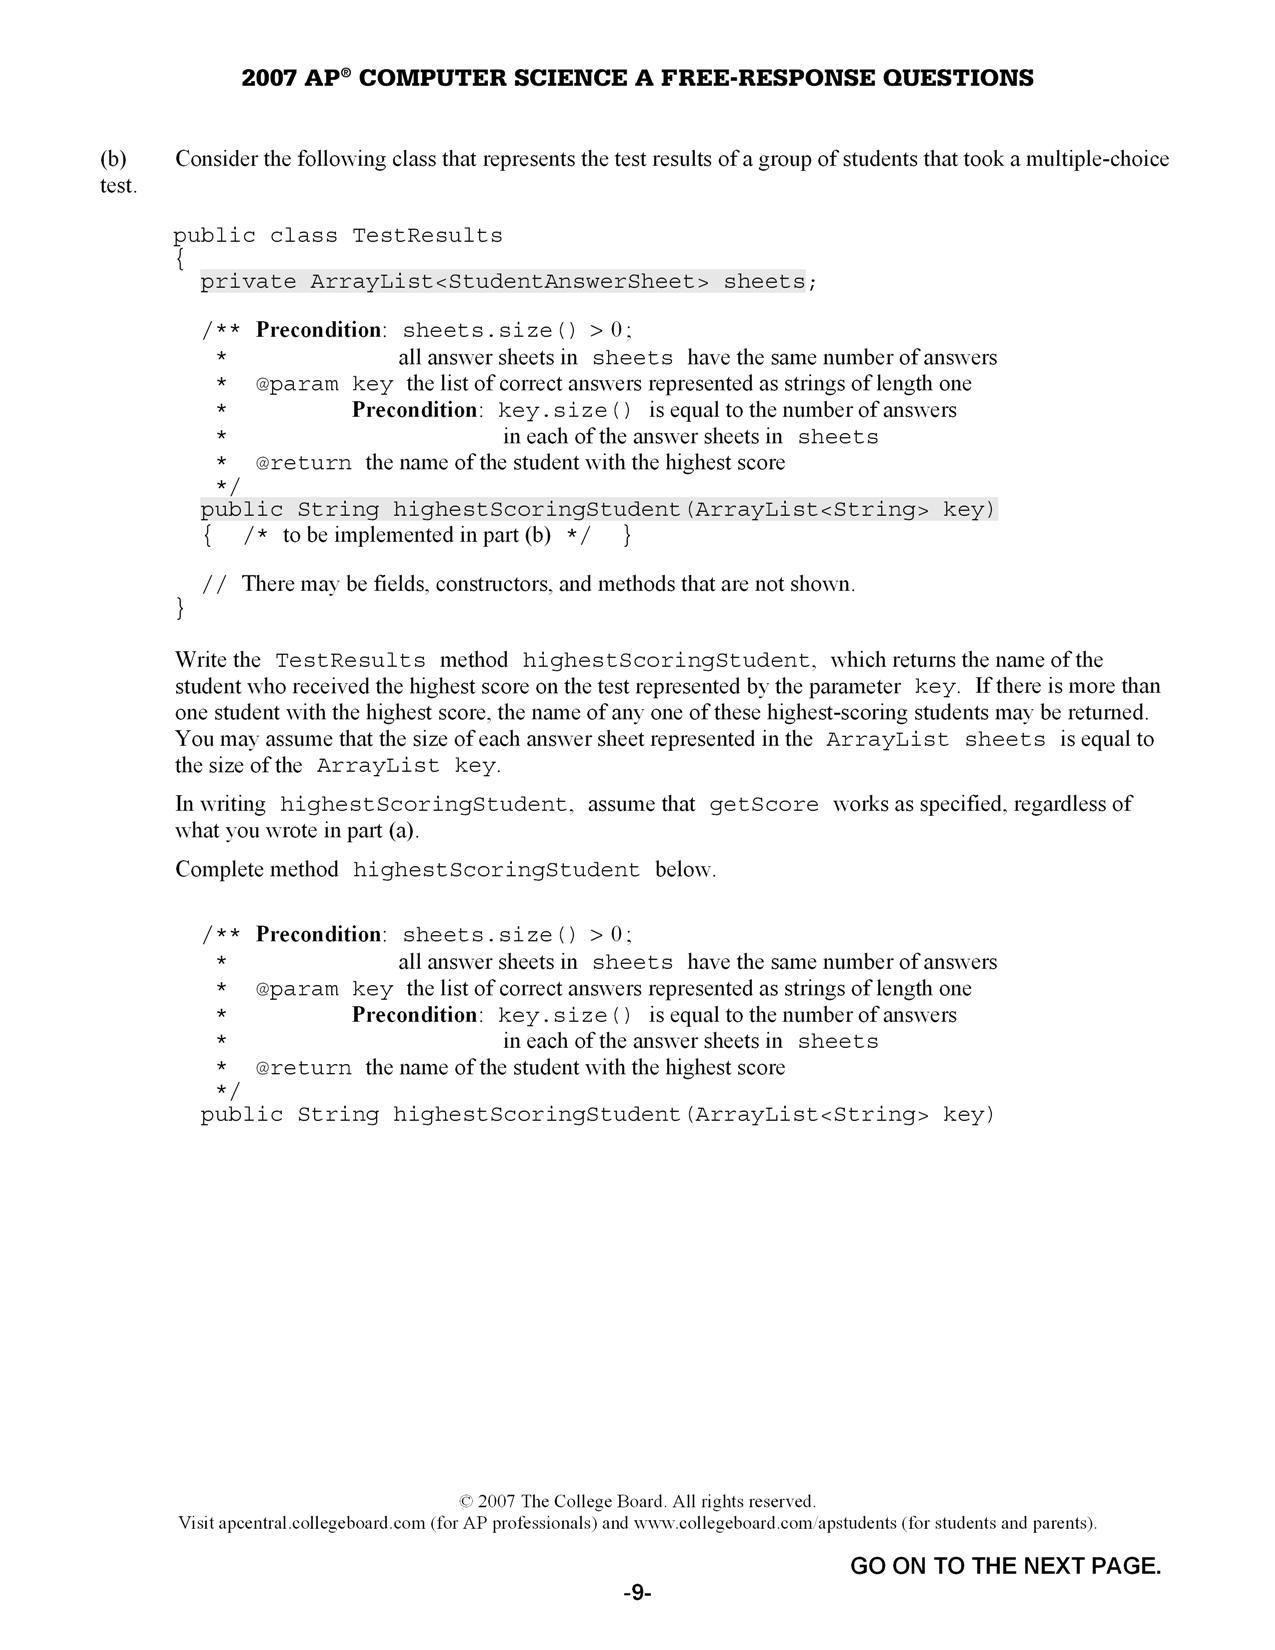 2007 AP® COMPUTER SCIENCE A FREE-RESPONSE QUESTIONS
(b) Consider the following class that represents the test results of a group of students that took a multiple-choice
test.
public class TestResults
{
private ArrayList<StudentAnswerSheet> sheets;
/** Precondition: sheets.size() > 0;
* all answer sheets in sheets have the same number of answers
* @param key the list of correct answers represented as strings of length one
* Precondition: key.size() is equal to the number of answers
* in each of the answer sheets in sheets
* @return the name of the student with the highest score
*/
public String highestScoringStudent(ArrayList<String> key)
{ /* to be implemented in part (b) */ }
// There may be fields, constructors, and methods that are not shown.
}
Write the TestResults method highestScoringStudent, which returns the name of the
student who received the highest score on the test represented by the parameter key. If there is more than
one student with the highest score, the name of any one of these highest-scoring students may be returned.
You may assume that the size of each answer sheet represented in the ArrayList sheets is equal to
the size of the ArrayList key.
In writing highestScoringStudent, assume that getScore works as specified, regardless of
what you wrote in part (a).
Complete method highestScoringStudent below.
/** Precondition: sheets.size() > 0;
* all answer sheets in sheets have the same number of answers
* @param key the list of correct answers represented as strings of length one
* Precondition: key.size() is equal to the number of answers
* in each of the answer sheets in sheets
* @return the name of the student with the highest score
*/
public String highestScoringStudent(ArrayList<String> key)
© 2007 The College Board. All rights reserved.
Visit apcentral.collegeboard.com (for AP professionals) and www.collegeboard.com/apstudents (for students and parents).
GO ON TO THE NEXT PAGE.
-9-